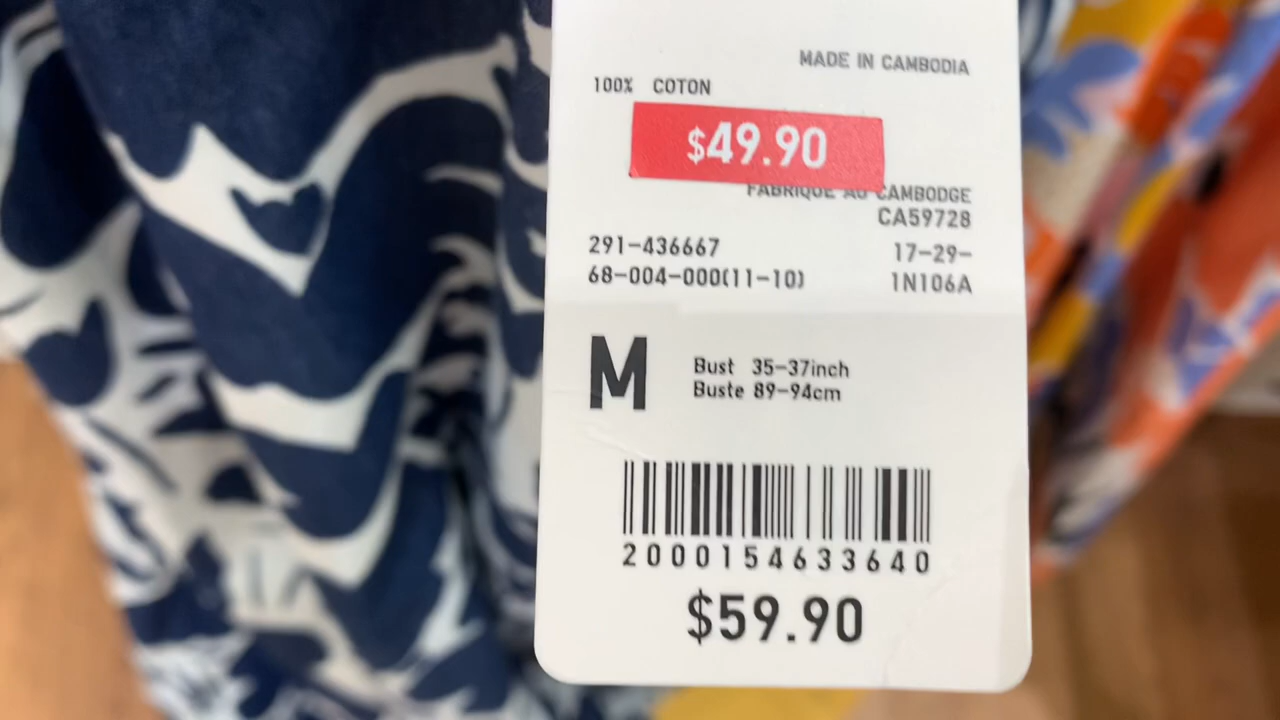 MADE IN CAMBODIA
100% COTON
$49.90
FABRIQUE AU CAMBODGE
CA59728
291-436667 17-29-
68-004-000(11-10) 1N106A
M
Bust 35-37inch
Buste 89-94cm
2000154633640
$59.90